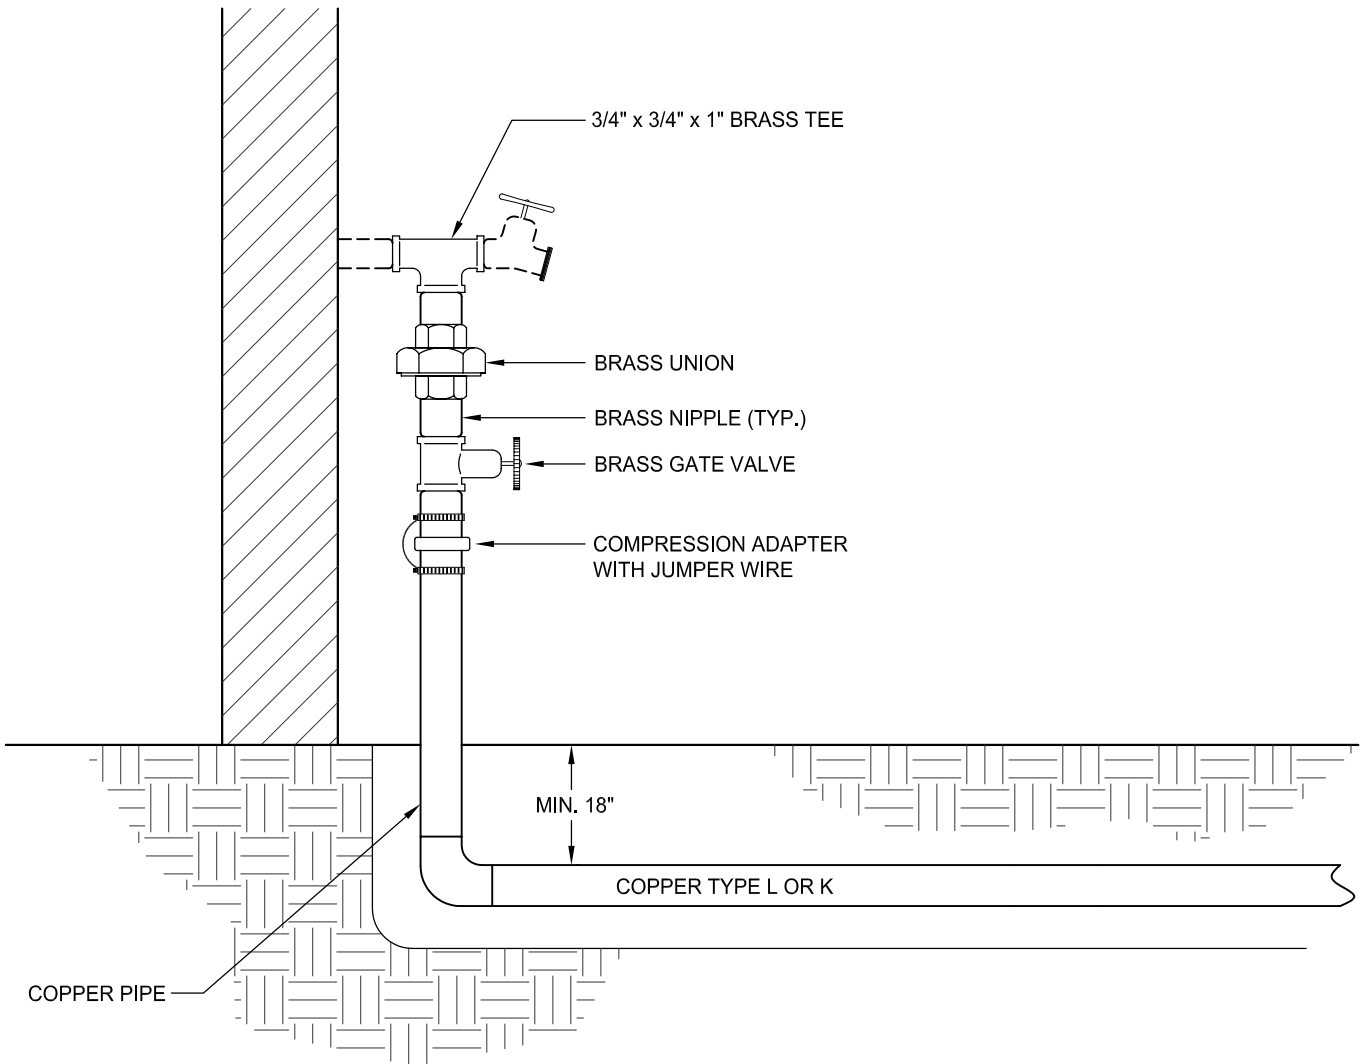 3/4" x 3/4" x 1" BRASS TEE
BRASS UNION
BRASS NIPPLE (TYP.)
BRASS GATE VALVE
COMPRESSION ADAPTER
WITH JUMPER WIRE
MIN. 18"
COPPER TYPE L OR K
COPPER PIPE